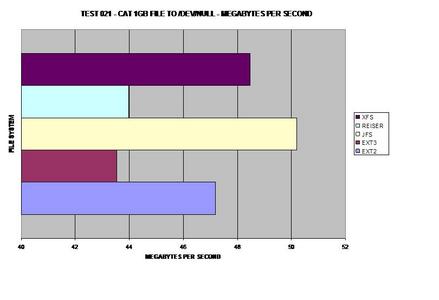 TEST 021 - CAT 1GB FILE TO /DEV/NULL - MEGABYTES PER SECOND
FILE SYSTEM
XFS
REISER
JFS
EXT3
EXT2
40 42 44 46 48 50 52
MEGABYTES PER SECOND